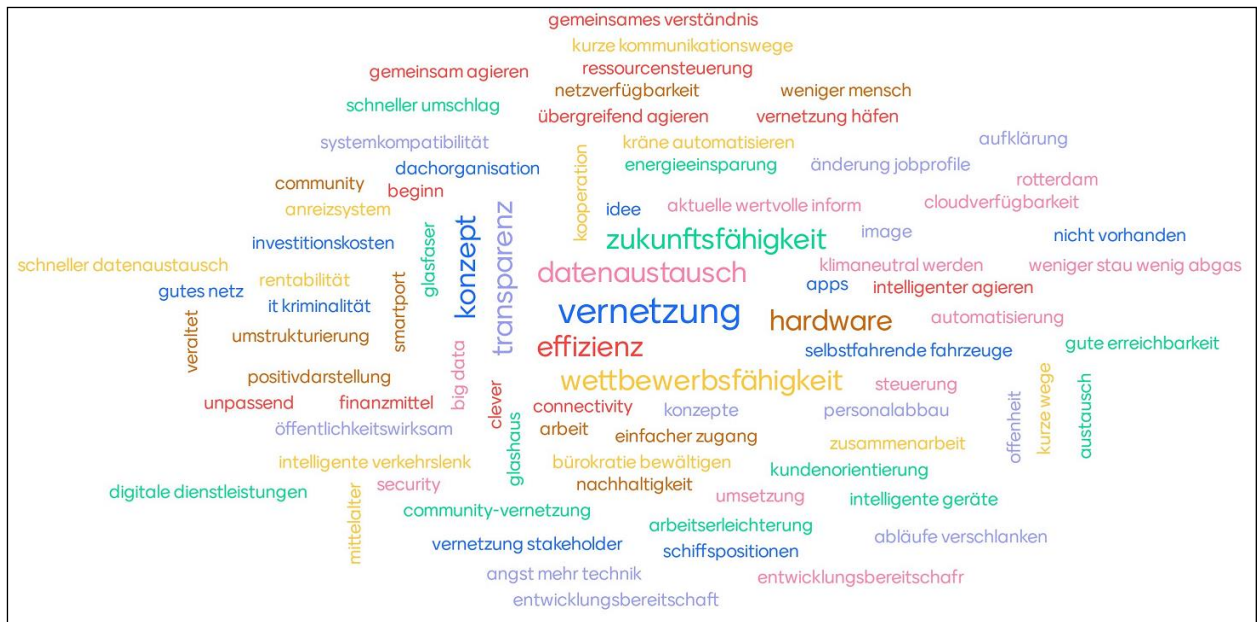 gemeinsames verständnis
kurze kommunikationswege
gemeinsam agieren
ressourcensteuerung
netzverfügbarkeit
weniger mensch
schneller umschlag
übergreifend agieren
vernetzung häfen
systemkompatibilität
kräne automatisieren
aufklärung
dachorganisation
energieeinsparung
änderung jobprofile
community
beginn
kooperation
rotterdam
anreizsystem
idee
aktuelle wertvolle inform
cloudverfügbarkeit
investitionskosten
glasfaser
konzept
transparenz
zukunftsfähigkeit
image
nicht vorhanden
schneller datenaustausch
rentabilität
datenaustausch
klimaneutral werden
weniger stau wenig abgas
gutes netz
it kriminalität
smartport
apps
intelligenter agieren
vernetzung
hardware
automatisierung
veraltet
umstrukturierung
effizienz
selbstfahrende fahrzeuge
gute erreichbarkeit
positivdarstellung
big data
wettbewerbsfähigkeit
steuerung
unpassend
finanzmittel
clever
connectivity
konzepte
personalabbau
offenheit
kurze wege
austausch
öffentlichkeitswirksam
glashaus
arbeit
einfacher zugang
zusammenarbeit
intelligente verkehrslenk
bürokratie bewältigen
kundenorientierung
digitale dienstleistungen
mittelalter
security
nachhaltigkeit
umsetzung
intelligente geräte
community-vernetzung
arbeitserleichterung
vernetzung stakeholder
schiffspositionen
abläufe verschlanken
angst mehr technik
entwicklungsbereitschafr
entwicklungsbereitschaft